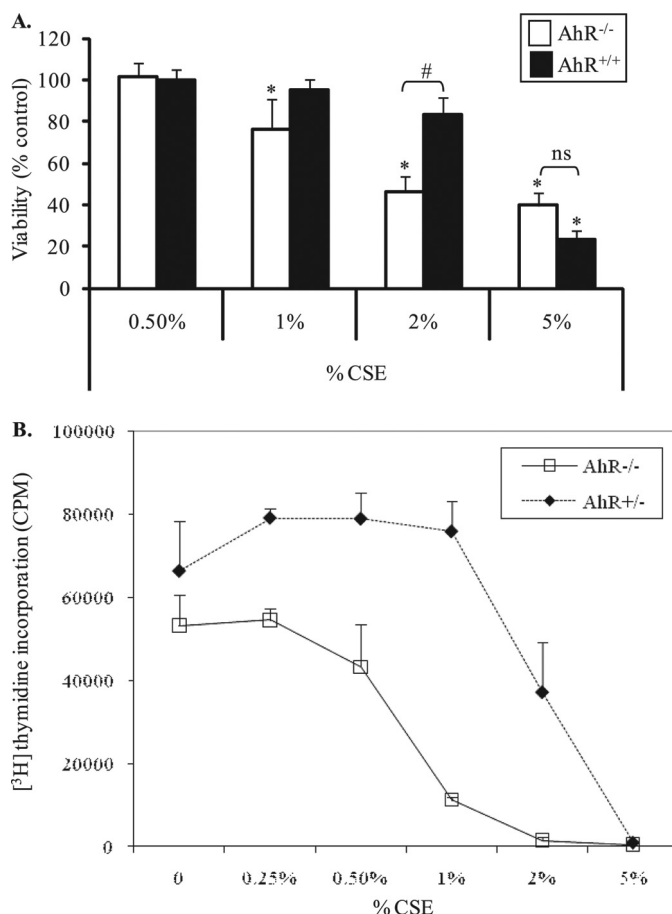 A.
AhR-/-
AhR+/+
Viability (% control)
120
100
80
60
40
20
0
*
*
#
*
ns
*
0.50%
1%
2%
5%
% CSE
B.
[³H] thymidine incorporation (CPM)
100000
80000
60000
40000
20000
0
AhR-/-
AhR+/-
0
0.25%
0.50%
1%
2%
5%
% CSE